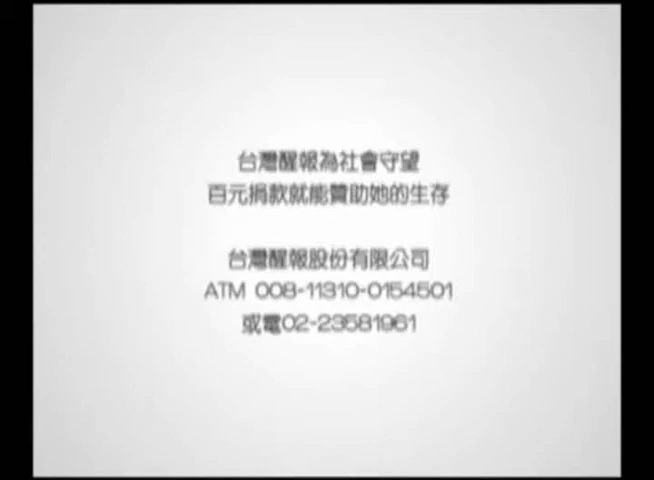 台灣醒報為社會守望
百元捐款就能贊助她的生存
台灣醒報股份有限公司
ATM 008-11310-0154501
或電02-23581961